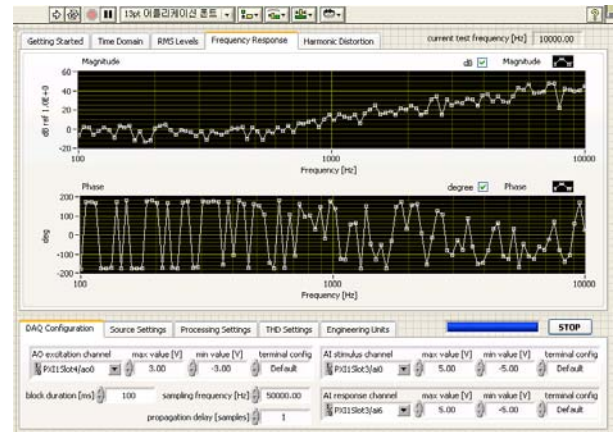 13pt 어플리케이션 폰트
Getting Started Time Domain RMS Levels Frequency Response Harmonic Distortion current test frequency [Hz] 10000.00
Magnitude dB Magnitude
60
40
20
0
-20
dB ref 1.0E+0
100 1000 10000
Frequency [Hz]
Phase degree Phase
200
100
0
-100
-200
deg
100 1000 10000
Frequency [Hz]
DAQ Configuration Source Settings Processing Settings THD Settings Engineering Units STOP
AO excitation channel max value [V] min value [V] terminal config AI stimulus channel max value [V] min value [V] terminal config
PXI1Slot4/ao0 3.00 -3.00 Default PXI1Slot3/ai0 5.00 -5.00 Default
block duration [ms] 100 sampling frequency [Hz] 50000.00 AI response channel max value [V] min value [V] terminal config
propagation delay [samples] 1 PXI1Slot3/ai6 5.00 -5.00 Default